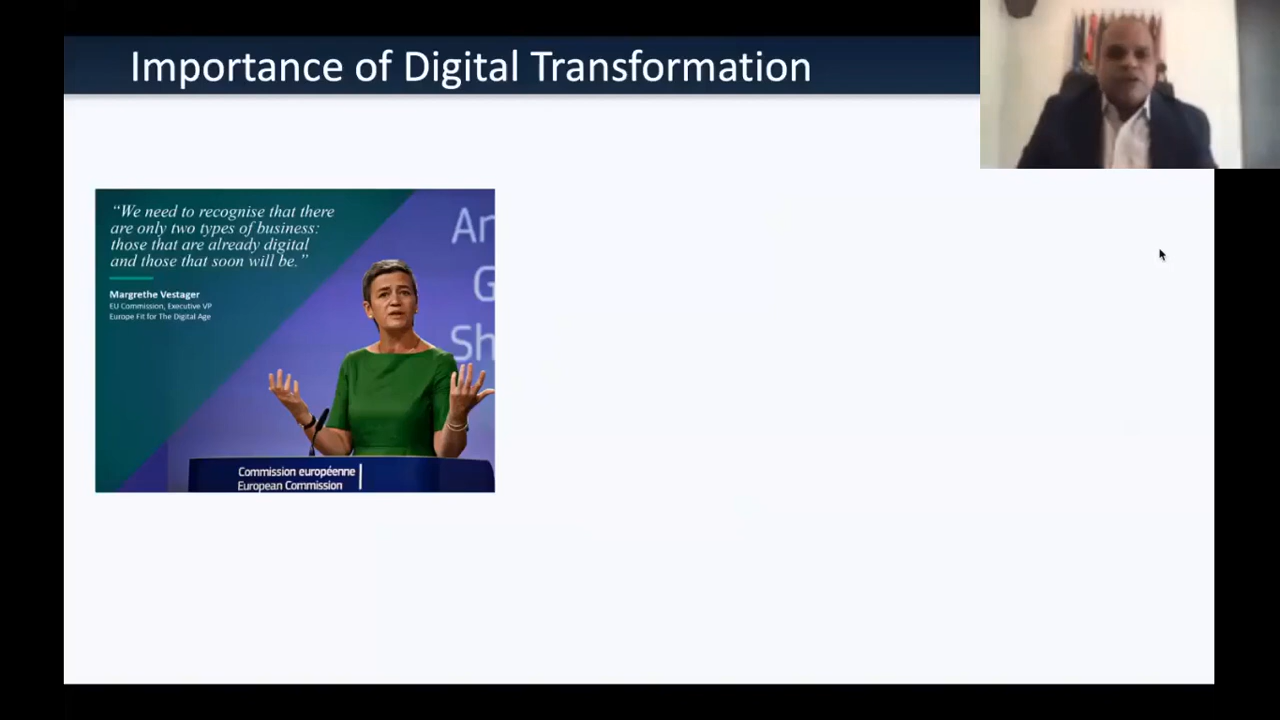 Importance of Digital Transformation
“We need to recognise that there
are only two types of business:
those that are already digital
and those that soon will be.”
Margrethe Vestager
EU Commission, Executive VP
Europe Fit for The Digital Age
An
G
Sh
Commission européenne
European Commission